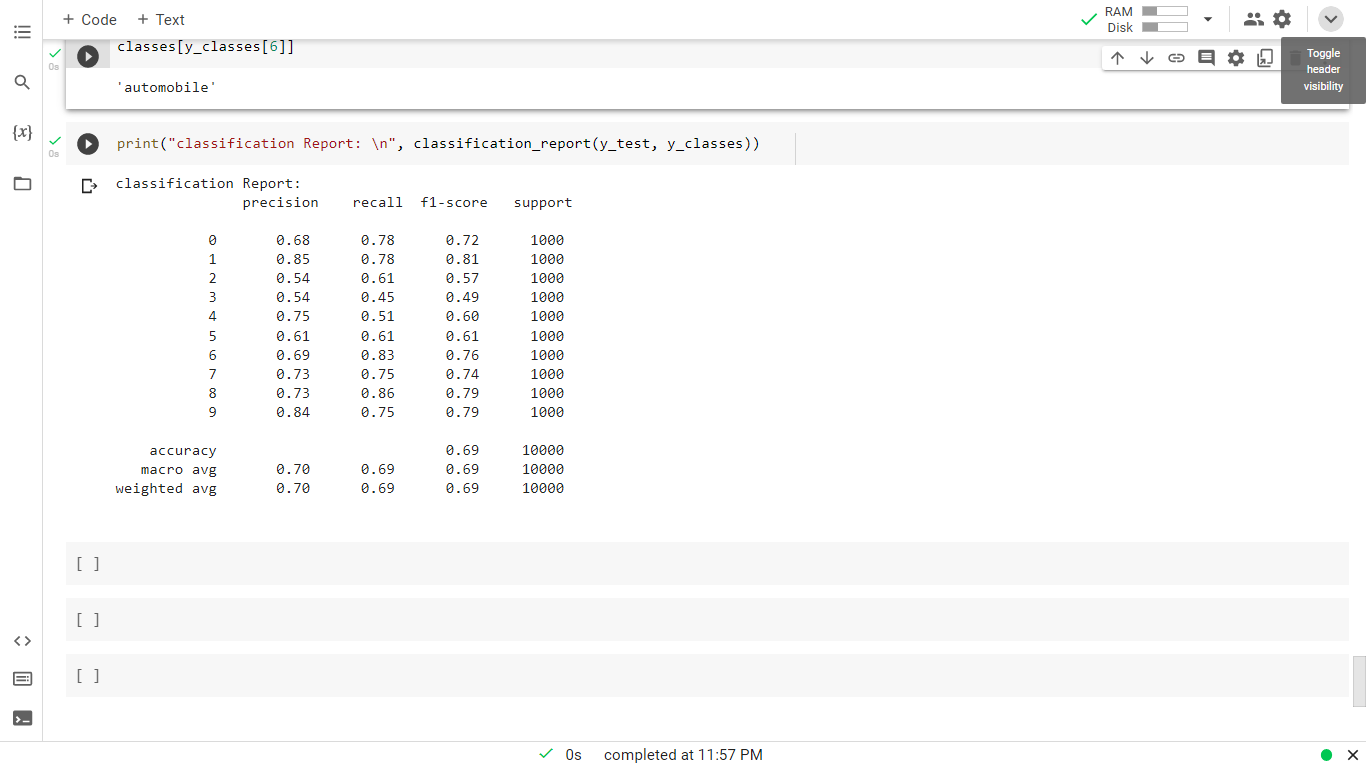 + Code + Text
RAM
Disk
Toggle
header
visibility
classes[y_classes[6]]
0s
'automobile'
{x}
print("classification Report: \n", classification_report(y_test, y_classes))
0s
classification Report:
precision recall f1-score support
0 0.68 0.78 0.72 1000
1 0.85 0.78 0.81 1000
2 0.54 0.61 0.57 1000
3 0.54 0.45 0.49 1000
4 0.75 0.51 0.60 1000
5 0.61 0.61 0.61 1000
6 0.69 0.83 0.76 1000
7 0.73 0.75 0.74 1000
8 0.73 0.86 0.79 1000
9 0.84 0.75 0.79 1000
accuracy 0.69 10000
macro avg 0.70 0.69 0.69 10000
weighted avg 0.70 0.69 0.69 10000
[ ]
[ ]
[ ]
0s completed at 11:57 PM